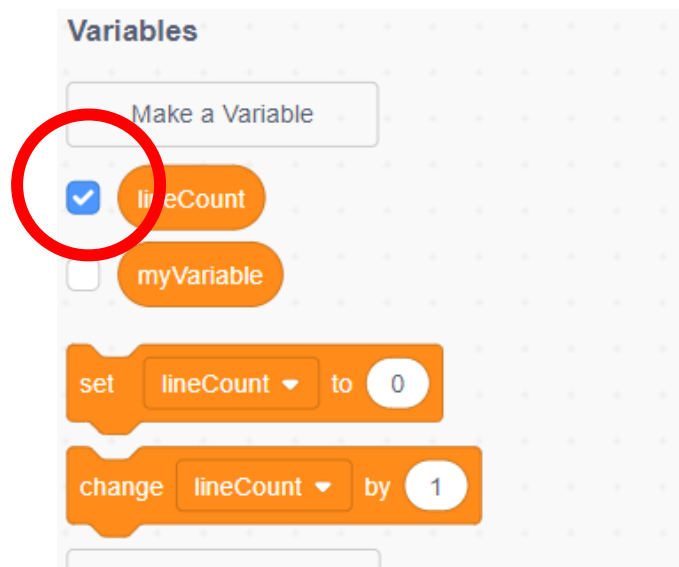 Variables
Make a Variable
lineCount
myVariable
set lineCount to 0
change lineCount by 1